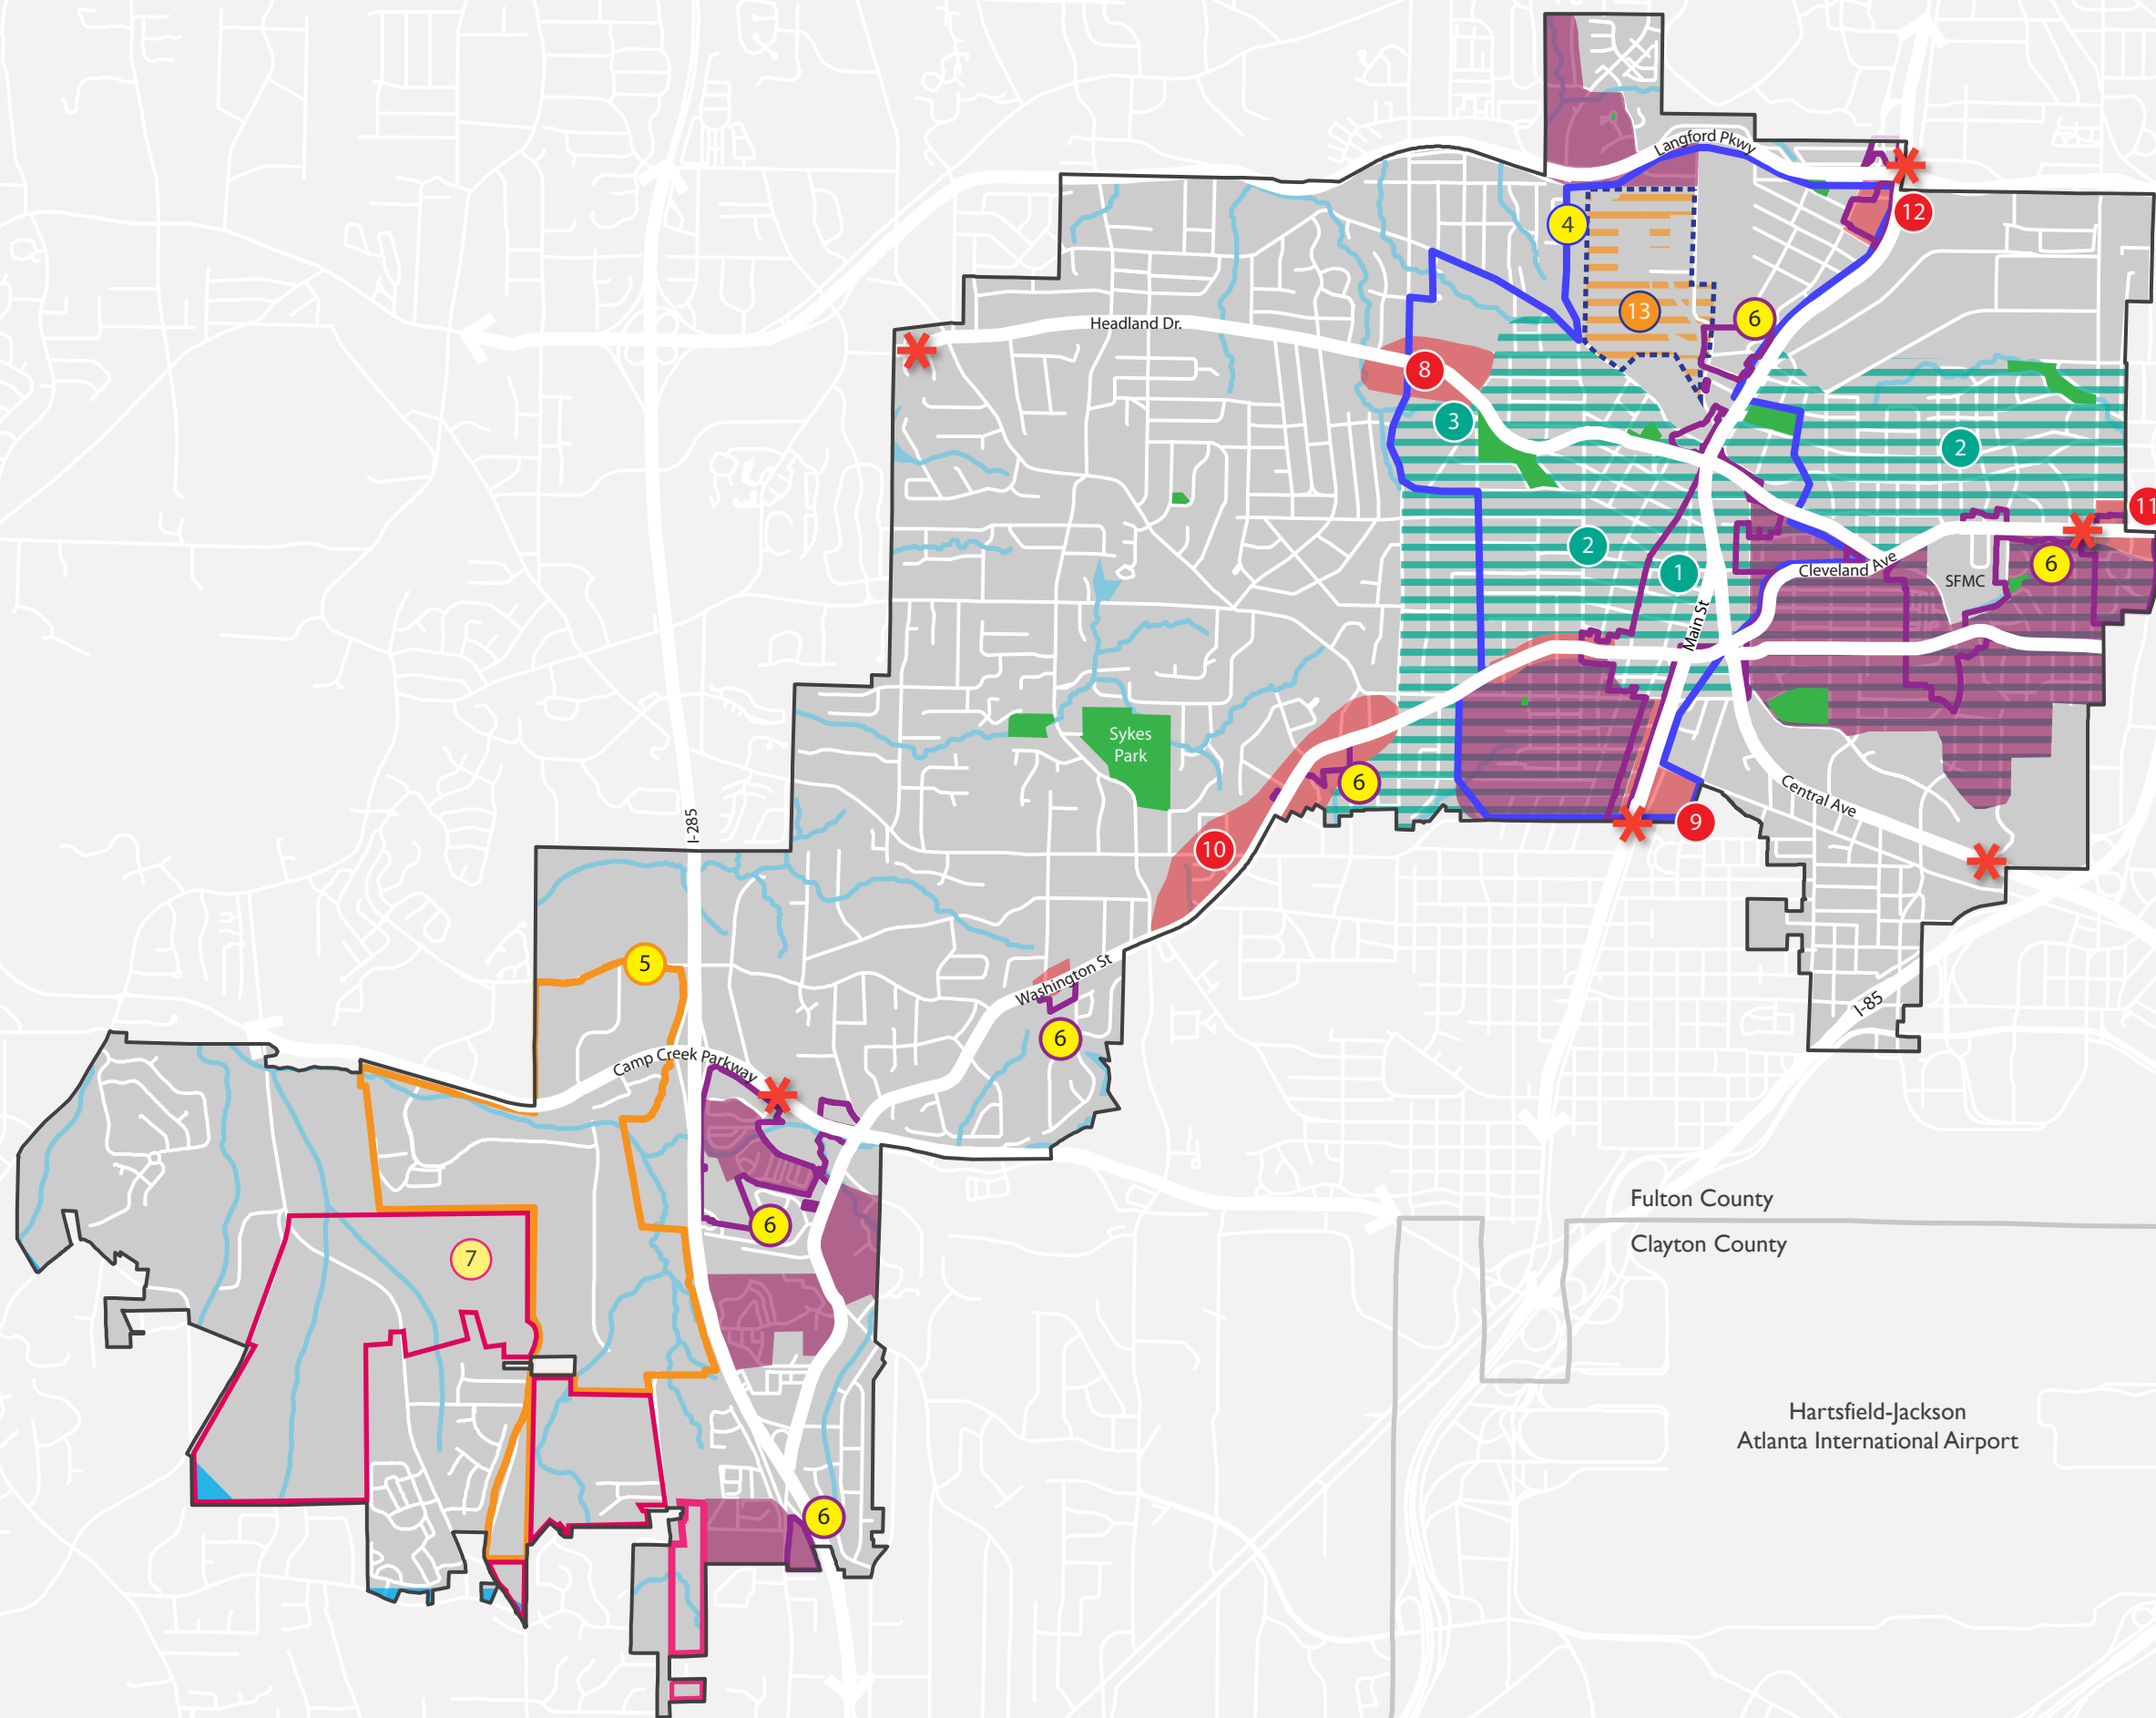 Langford Pkwy
12
4
13
6
Headland Dr.
8
3
2
11
2
1
Cleveland Ave
SFMC
6
Main St
Sykes
Park
6
Central Ave
9
I-285
10
5
Washington St
I-85
6
Camp Creek Parkway
Fulton County
6
Clayton County
7
Hartsfield-Jackson
Atlanta International Airport
6